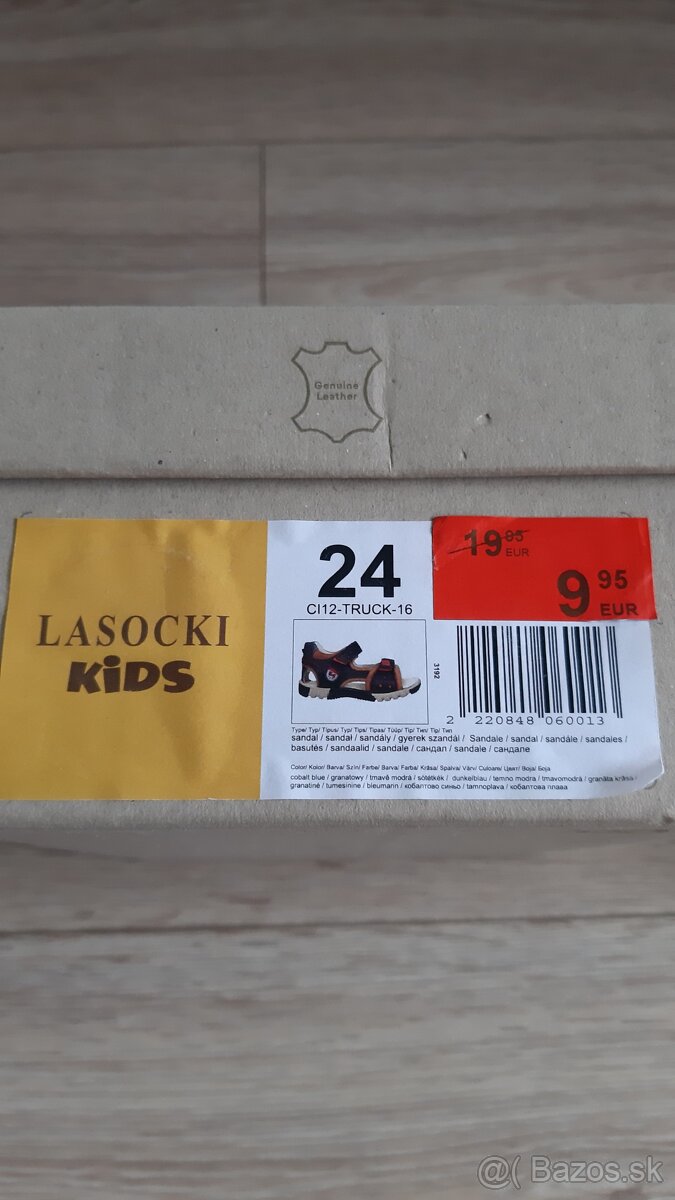 Genuine
Leather
LASOCKI
KiDS
24
CI12-TRUCK-16
19 95
EUR
9 95
EUR
3192
2 220848 060013
Type/ Typ/ Tipus/ Typ/ Tips/ Tipas/ Tüüp/ Tip/ Тип/ Tip/ Тип
sandal / sandał / sandály / gyerek szandál / Sandale / sandal / sandále / sandales /
basutės / sandaalid / sandale / сандал / sandale / сандале
Color/ Kolor/ Barva/ Szín/ Farbe/ Barva/ Farba/ Krāsa/ Spalva/ Värv/ Culoare/ Цвят/ Boja/ Боја
cobalt blue / granatowy / tmavě modrá / sötétkék / dunkelblau / temno modra / tmavomodrá / granāta krāsa /
granatinė / tumesinine / bleumarin / кобалтово синьо / tamnoplava / кобалтова плава
@( Bazos.sk